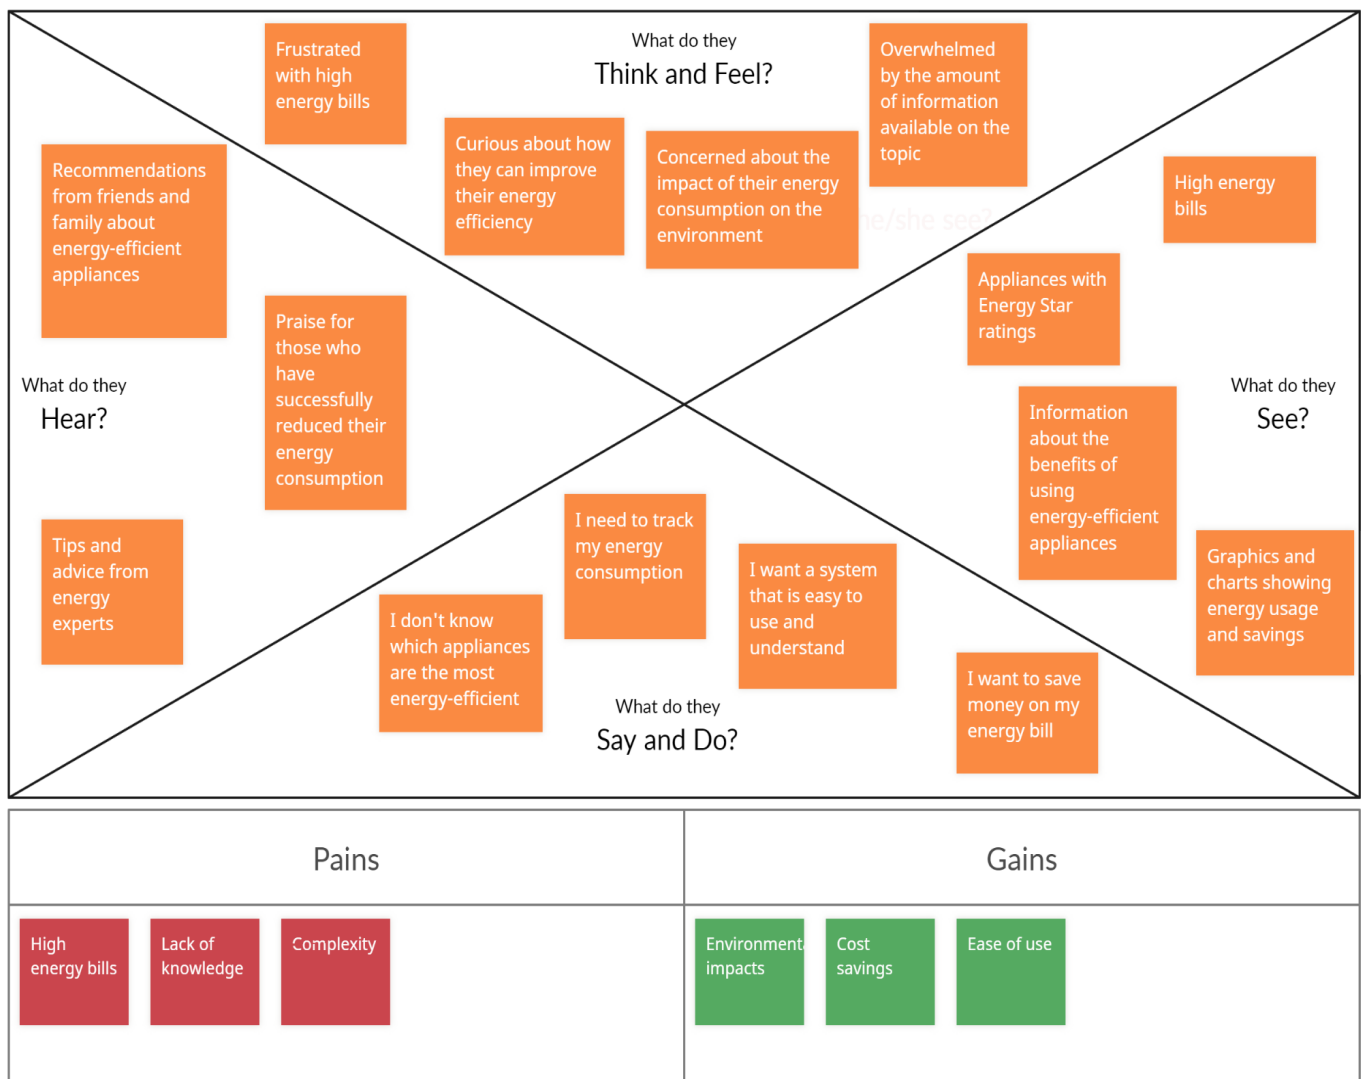 What do they
Think and Feel?
Frustrated
with high
energy bills
Curious about how
they can improve
their energy
efficiency
Concerned about the
impact of their energy
consumption on the
environment
Overwhelmed
by the amount
of information
available on the
topic
he/she see?
Recommendations
from friends and
family about
energy-efficient
appliances
Praise for
those who
have
successfully
reduced their
energy
consumption
What do they
Hear?
Tips and
advice from
energy
experts
High energy
bills
Appliances with
Energy Star
ratings
What do they
See?
Information
about the
benefits of
using
energy-efficient
appliances
Graphics and
charts showing
energy usage
and savings
I need to track
my energy
consumption
I want a system
that is easy to
use and
understand
I don't know
which appliances
are the most
energy-efficient
I want to save
money on my
energy bill
What do they
Say and Do?
Pains
High
energy bills
Lack of
knowledge
Complexity
Gains
Environmenta
impacts
Cost
savings
Ease of use